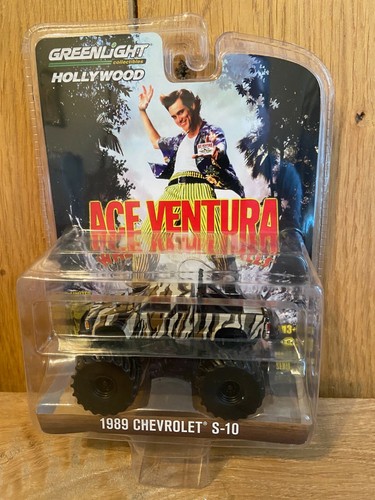 GREENLIGHT
collectibles
HOLLYWOOD
ACE VENTURA
1989 CHEVROLET® S-10